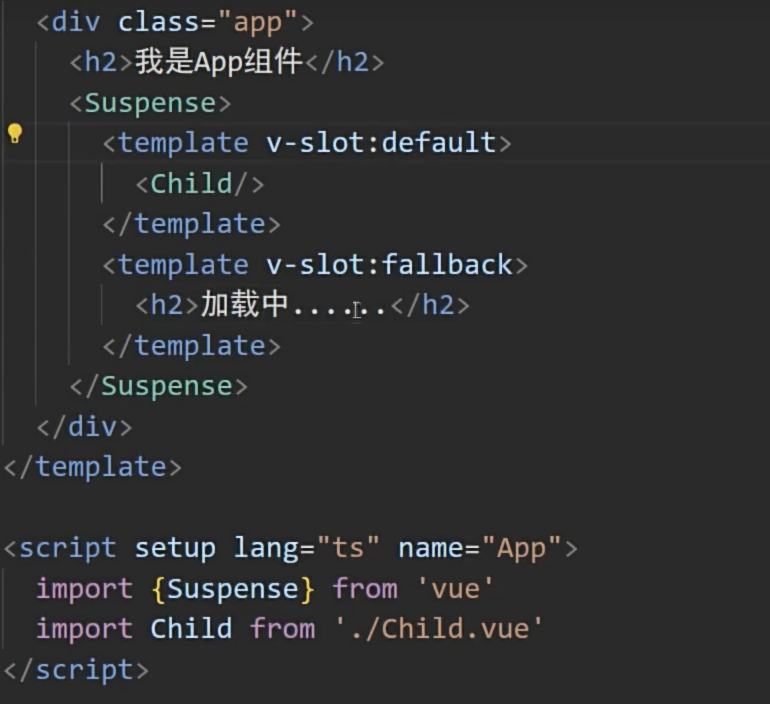 <div class="app">
<h2>我是App组件</h2>
<Suspense>
<template v-slot:default>
<Child/>
</template>
<template v-slot:fallback>
<h2>加载中......</h2>
</template>
</Suspense>
</div>
</template>
<script setup lang="ts" name="App">
import {Suspense} from 'vue'
import Child from './Child.vue'
</script>